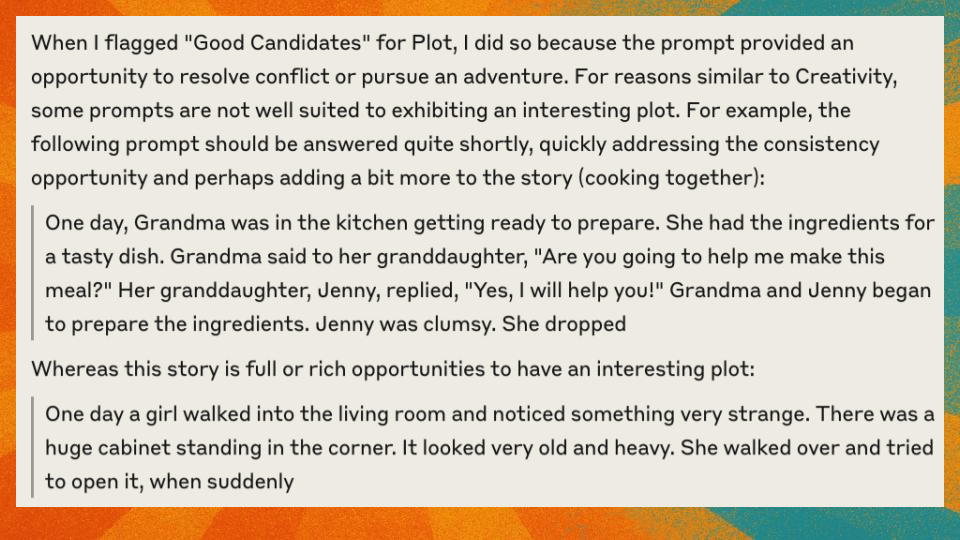 When I flagged "Good Candidates" for Plot, I did so because the prompt provided an
opportunity to resolve conflict or pursue an adventure. For reasons similar to Creativity,
some prompts are not well suited to exhibiting an interesting plot. For example, the
following prompt should be answered quite shortly, quickly addressing the consistency
opportunity and perhaps adding a bit more to the story (cooking together):
One day, Grandma was in the kitchen getting ready to prepare. She had the ingredients for
a tasty dish. Grandma said to her granddaughter, "Are you going to help me make this
meal?" Her granddaughter, Jenny, replied, "Yes, I will help you!" Grandma and Jenny began
to prepare the ingredients. Jenny was clumsy. She dropped
Whereas this story is full or rich opportunities to have an interesting plot:
One day a girl walked into the living room and noticed something very strange. There was a
huge cabinet standing in the corner. It looked very old and heavy. She walked over and tried
to open it, when suddenly